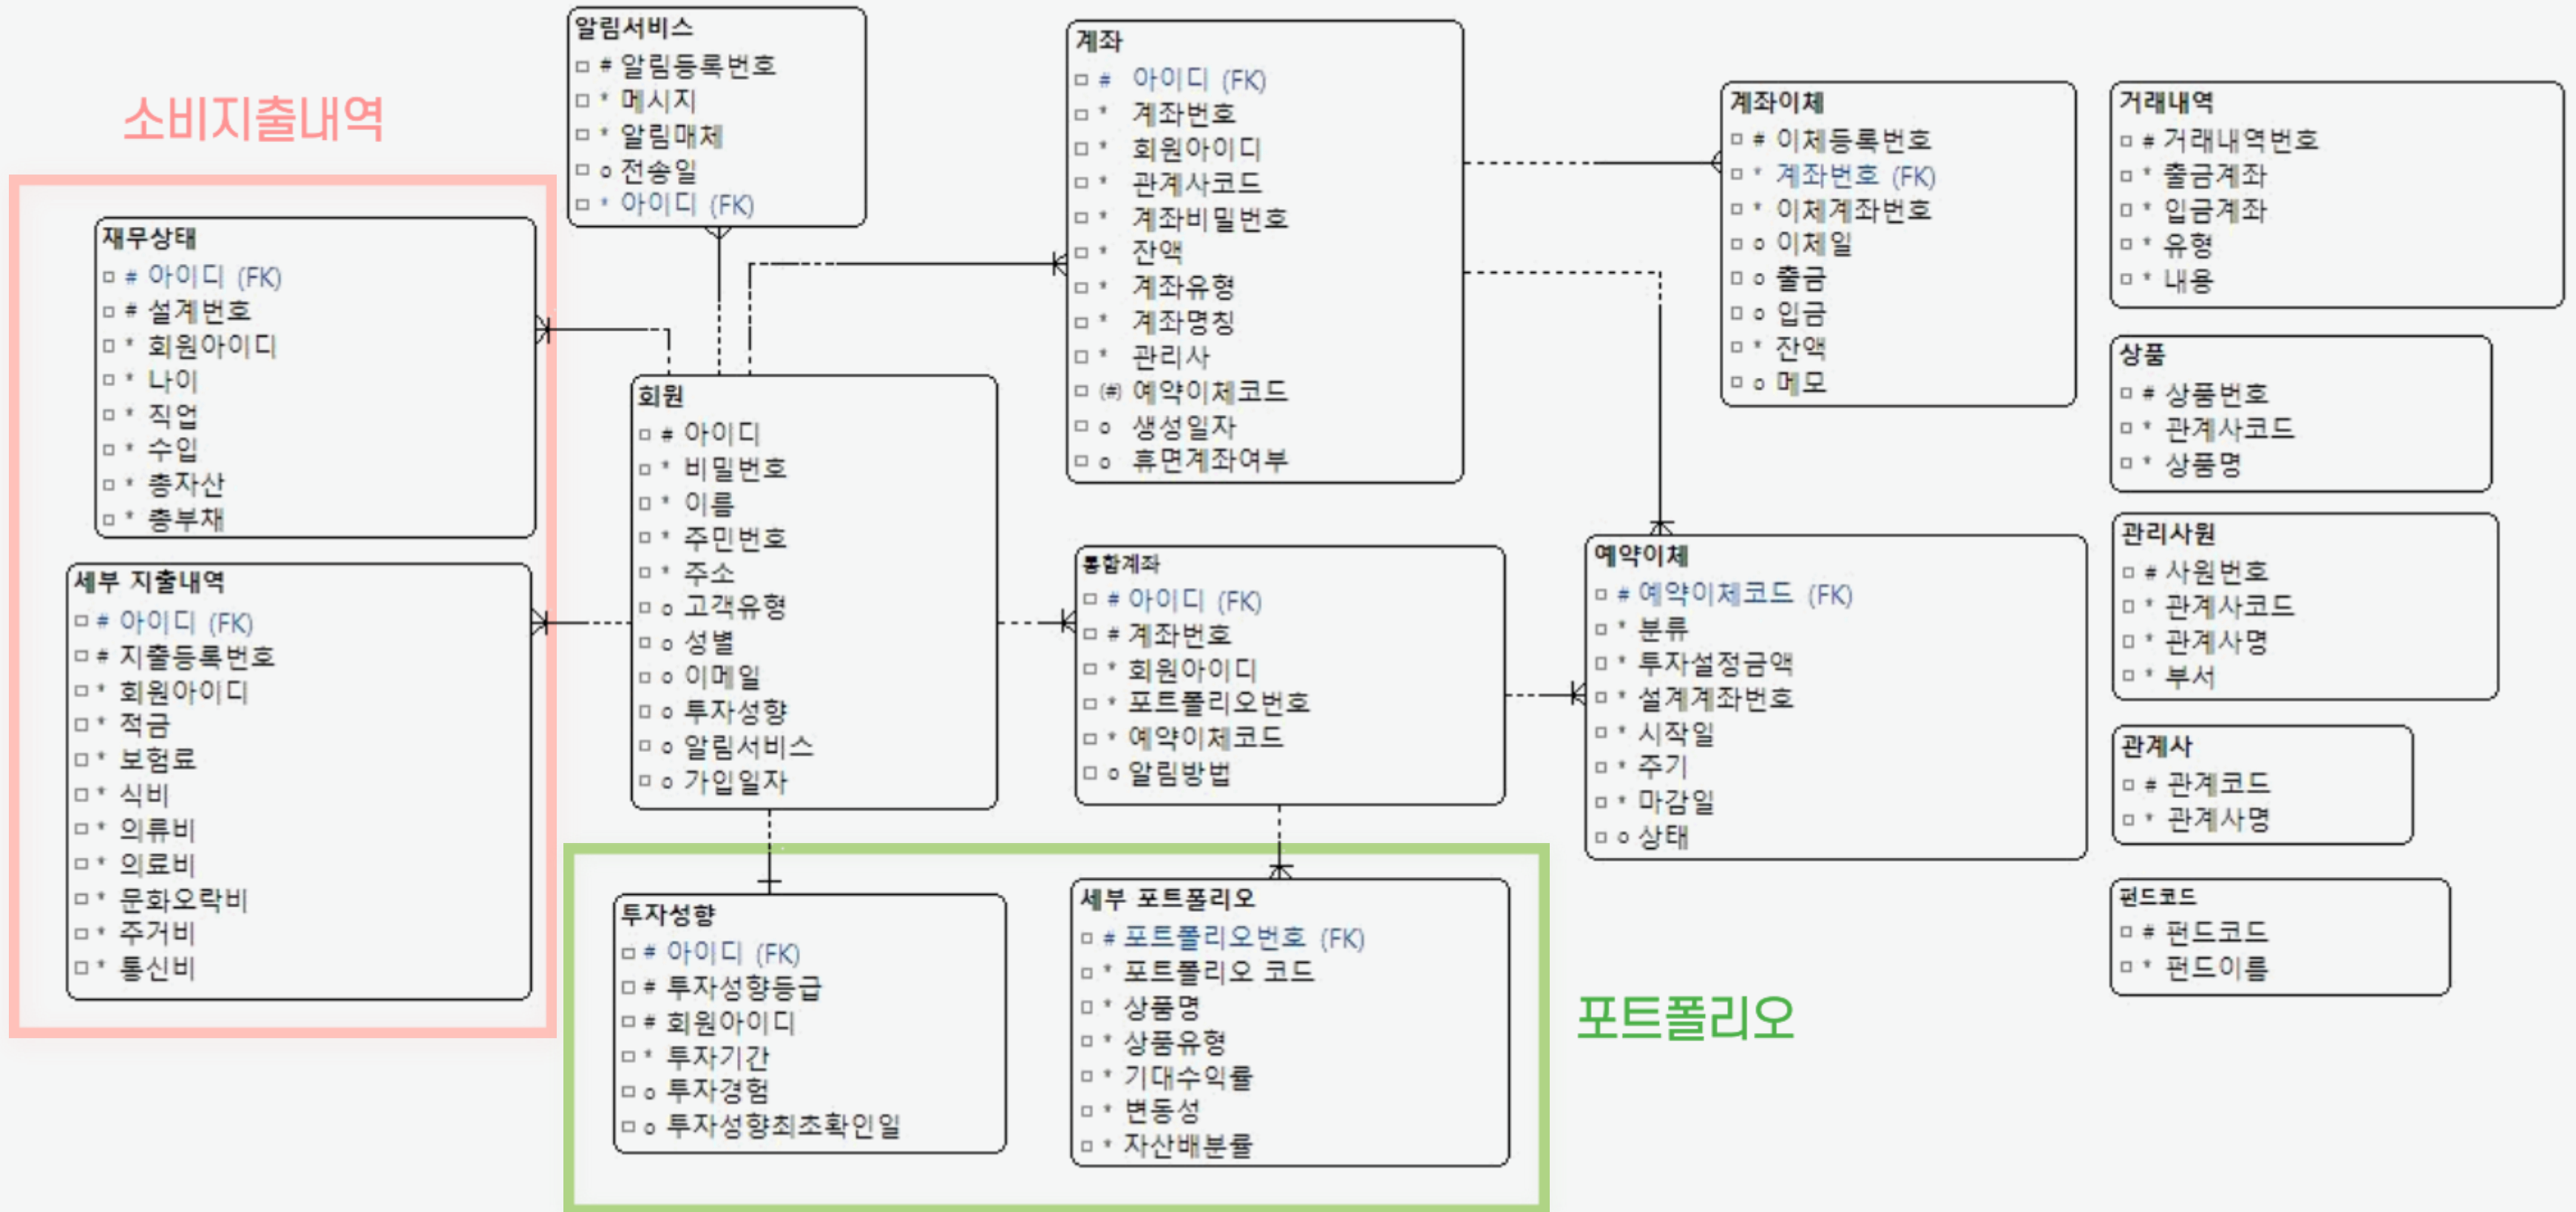 소비지출내역
재무상태
# 아이디 (FK)
# 설계번호
* 회원아이디
* 나이
* 직업
* 수입
* 총자산
* 총부채
세부 지출내역
# 아이디 (FK)
# 지출등록번호
* 회원아이디
* 적금
* 보험료
* 식비
* 의류비
* 의료비
* 문화오락비
* 주거비
* 통신비
알림서비스
# 알림등록번호
* 메시지
* 알림매체
o 전송일
* 아이디 (FK)
회원
# 아이디
* 비밀번호
* 이름
* 주민번호
* 주소
o 고객유형
o 성별
o 이메일
o 투자성향
o 알림서비스
o 가입일자
투자성향
# 아이디 (FK)
# 투자성향등급
# 회원아이디
* 투자기간
o 투자경험
o 투자성향최초확인일
계좌
# 아이디 (FK)
* 계좌번호
* 회원아이디
* 관계사코드
* 계좌비밀번호
* 잔액
* 계좌유형
* 계좌명칭
* 관리사
(#) 예약이체코드
o 생성일자
o 휴면계좌여부
통합계좌
# 아이디 (FK)
# 계좌번호
* 회원아이디
* 포트폴리오번호
* 예약이체코드
o 알림방법
세부 포트폴리오
# 포트폴리오번호 (FK)
* 포트폴리오 코드
* 상품명
* 상품유형
* 기대수익률
* 변동성
* 자산배분률
포트폴리오
계좌이체
# 이체등록번호
* 계좌번호 (FK)
* 이체계좌번호
o 이체일
o 출금
o 입금
* 잔액
o 메모
예약이체
# 예약이체코드 (FK)
* 분류
* 투자설정금액
* 설계계좌번호
* 시작일
* 주기
* 마감일
o 상태
거래내역
# 거래내역번호
* 출금계좌
* 입금계좌
* 유형
* 내용
상품
# 상품번호
* 관계사코드
* 상품명
관리사원
# 사원번호
* 관계사코드
* 관계사명
* 부서
관계사
# 관계코드
* 관계사명
펀드코드
# 펀드코드
* 펀드이름